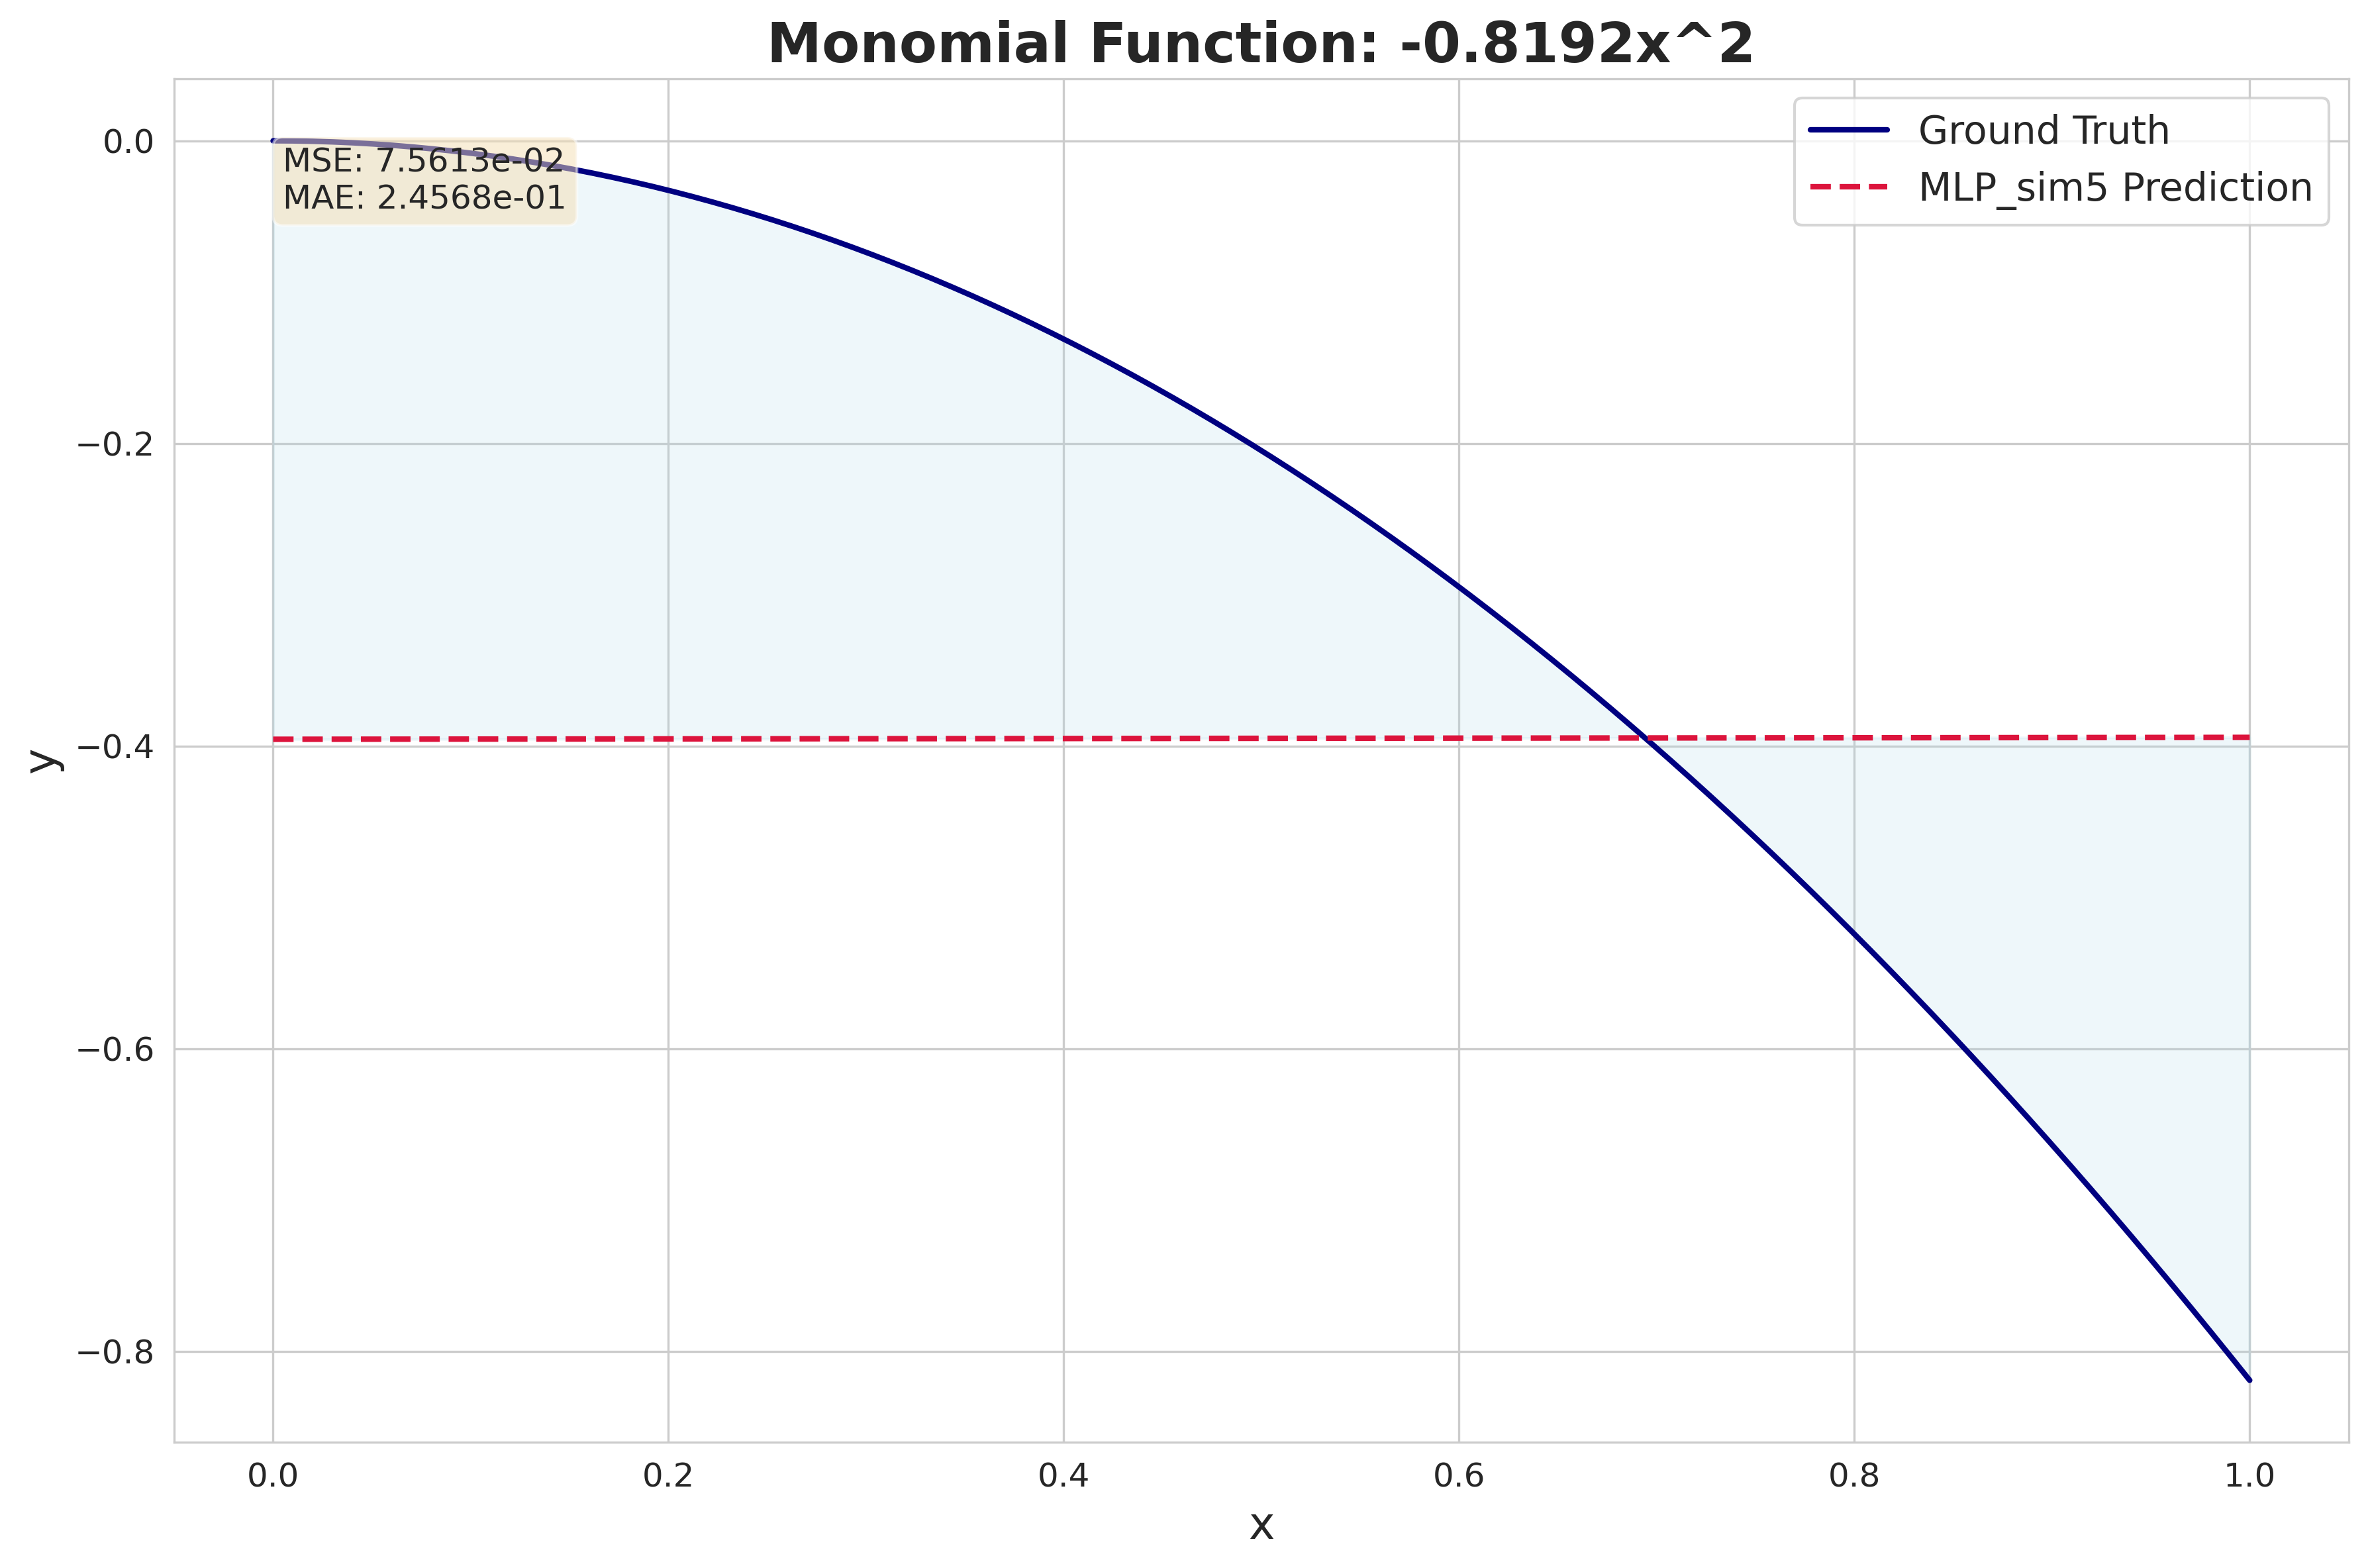 Monomial Function: -0.8192x^2
Ground Truth
MLP_sim5 Prediction
MSE: 7.5613e-02
MAE: 2.4568e-01
y
0.0
−0.2
−0.4
−0.6
−0.8
0.0 0.2 0.4 0.6 0.8 1.0
x